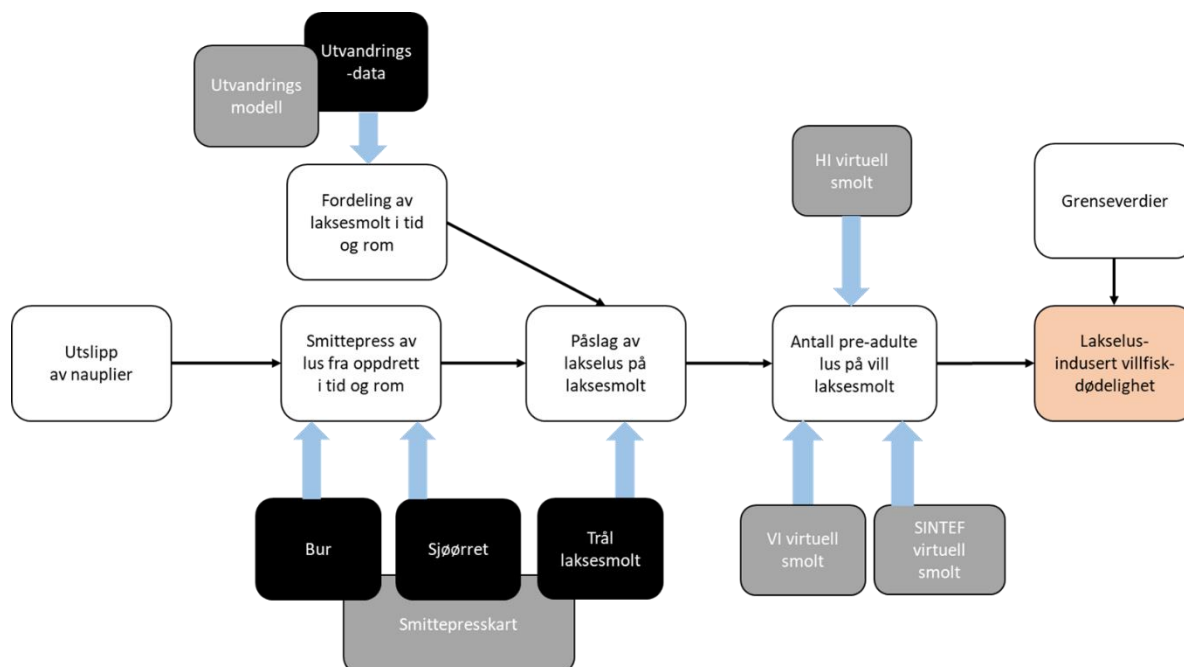 Utvandrings
-data
Utvandrings
modell
HI virtuell
smolt
Fordeling av
laksesmolt i tid
og rom
Grenseverdier
Utslipp
av nauplier
Smittepress av
lus fra oppdrett
i tid og rom
Påslag av
lakselus på
laksesmolt
Antall pre-adulte
lus på vill
laksesmolt
Lakselus-
indusert villfisk-
dødelighet
Bur
Sjøørret
Trål
laksesmolt
VI virtuell
smolt
SINTEF
virtuell
smolt
Smittepresskart